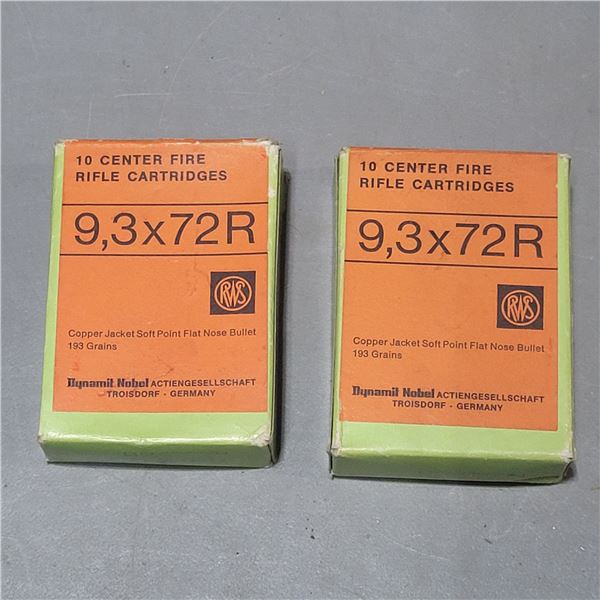 10 CENTER FIRE
RIFLE CARTRIDGES
9,3x72R
RWS
Copper Jacket Soft Point Flat Nose Bullet
193 Grains
Dynamit Nobel AKTIENGESELLSCHAFT
TROISDORF · GERMANY
10 CENTER FIRE
RIFLE CARTRIDGES
9,3x72R
RWS
Copper Jacket Soft Point Flat Nose Bullet
193 Grains
Dynamit Nobel ACTIENGESELLSCHAFT
TROISDORF · GERMANY